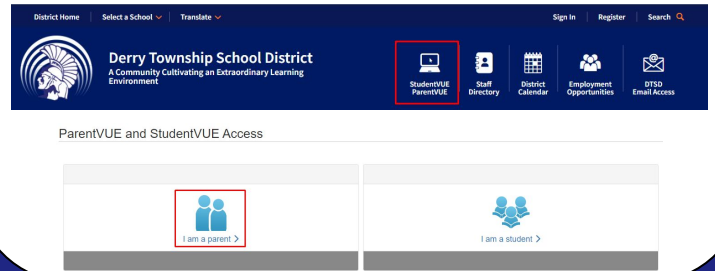 District Home Select a School Translate Sign In Register Search
Derry Township School District
A Community Cultivating an Extraordinary Learning
Environment
StudentVUE
ParentVUE
Staff
Directory
District
Calendar
Employment
Opportunities
DTSD
Email Access
ParentVUE and StudentVUE Access
I am a parent >
I am a student >